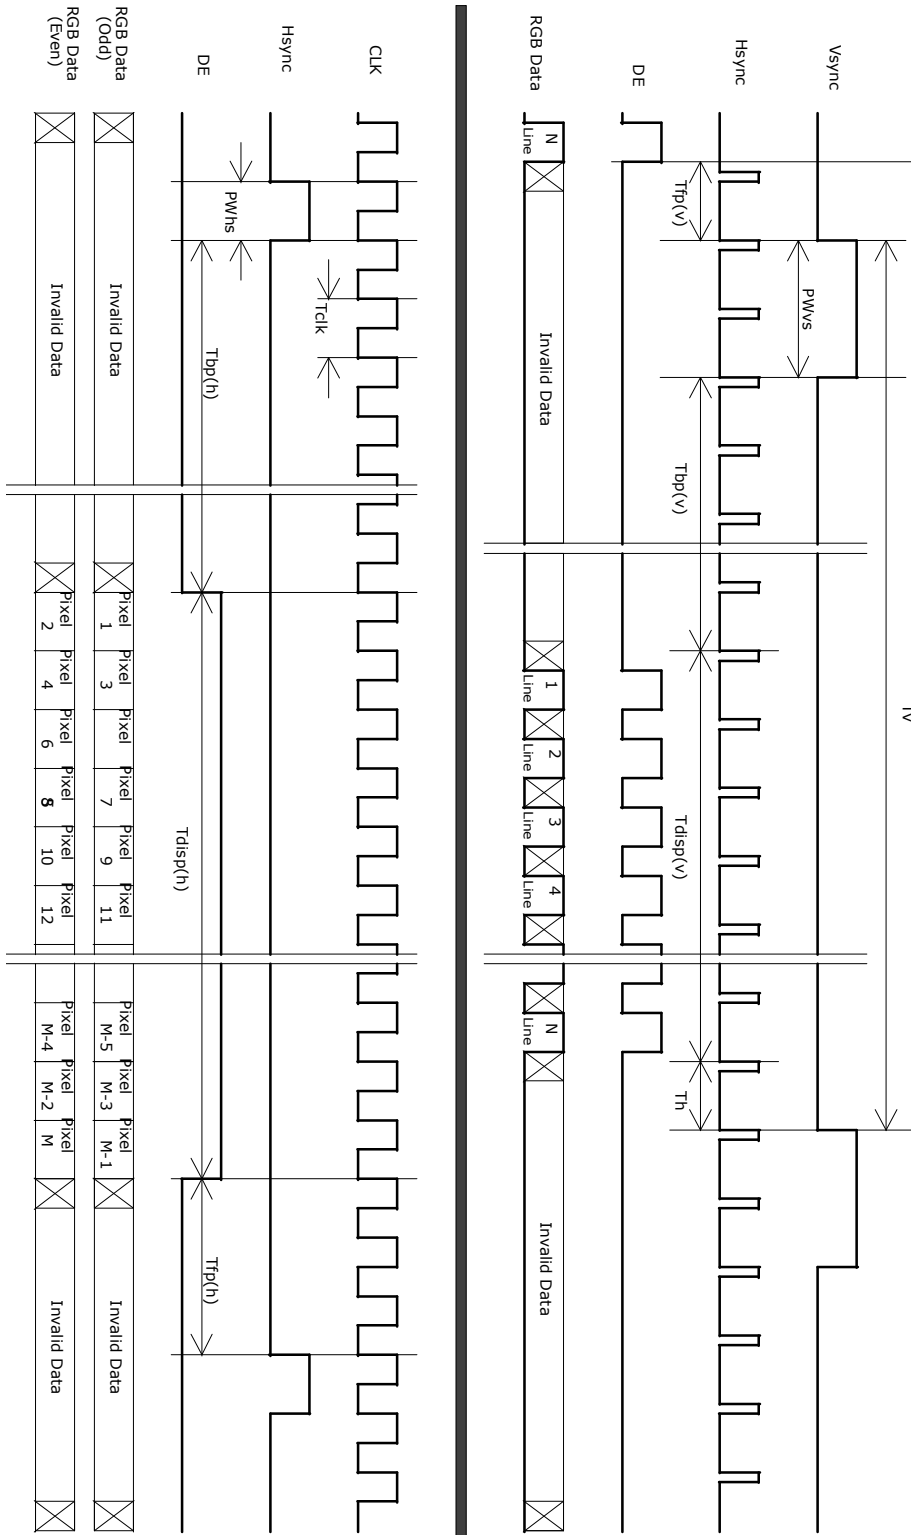 Tv
Vsync
PWvs
Hsync
Tfp(v)
Tbp(v)
Tdisp(v)
Th
DE
RGB Data
N
Line
Invalid Data
1
Line
2
Line
3
Line
4
Line
N
Line
Invalid Data
CLK
Tclk
Hsync
PWhs
DE
Tbp(h)
Tdisp(h)
Tfp(h)
RGB Data
(Odd)
Invalid Data
Pixel
1
Pixel
3
Pixel
Pixel
7
Pixel
9
Pixel
11
Pixel
M-5
Pixel
M-3
Pixel
M-1
Invalid Data
RGB Data
(Even)
Invalid Data
Pixel
2
Pixel
4
Pixel
6
Pixel
8
Pixel
10
Pixel
12
Pixel
M-4
Pixel
M-2
Pixel
M
Invalid Data